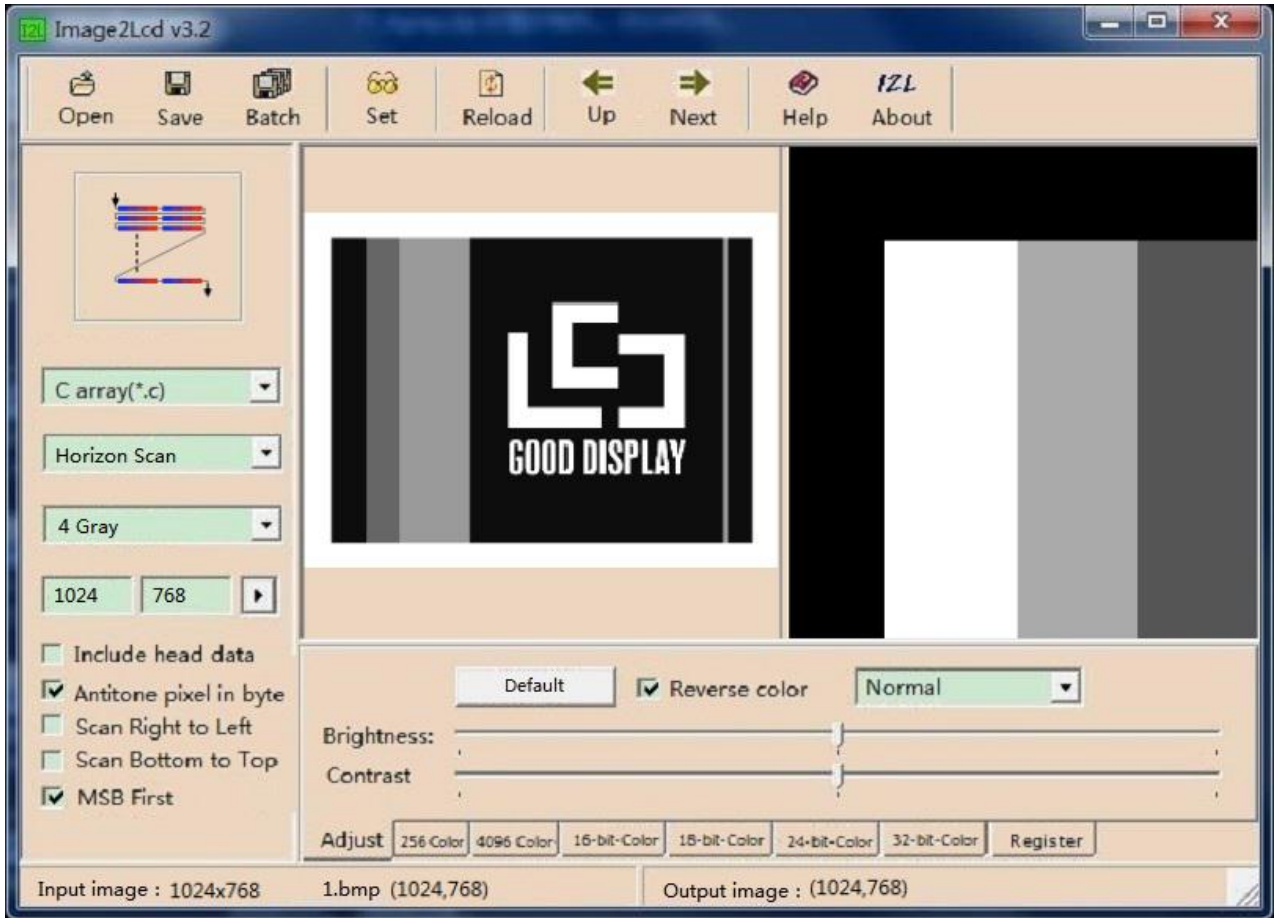 I2L Image2Lcd v3.2
Open Save Batch Set Reload Up Next Help About
I2L
C array(*.c)
Horizon Scan
4 Gray
1024 768
Include head data
Antitone pixel in byte
Scan Right to Left
Scan Bottom to Top
MSB First
GOOD DISPLAY
Default Reverse color Normal
Brightness:
Contrast
Adjust 256 Color 4096 Color 16-bit-Color 18-bit-Color 24-bit-Color 32-bit-Color Register
Input image : 1024x768 1.bmp (1024,768) Output image : (1024,768)